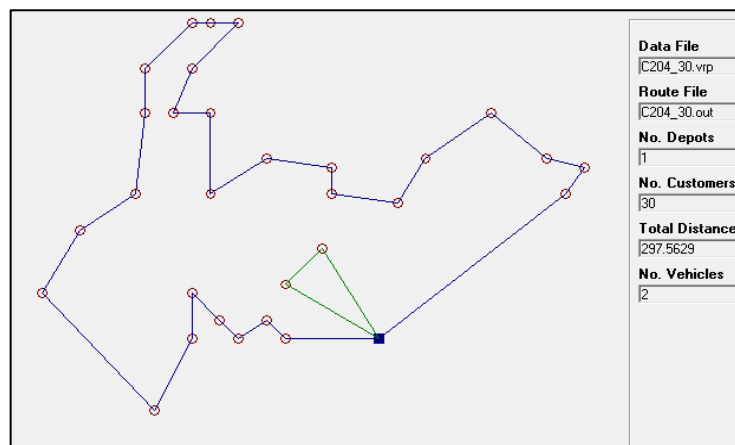 Data File
C204_30.vrp
Route File
C204_30.out
No. Depots
1
No. Customers
30
Total Distance
297.5629
No. Vehicles
2